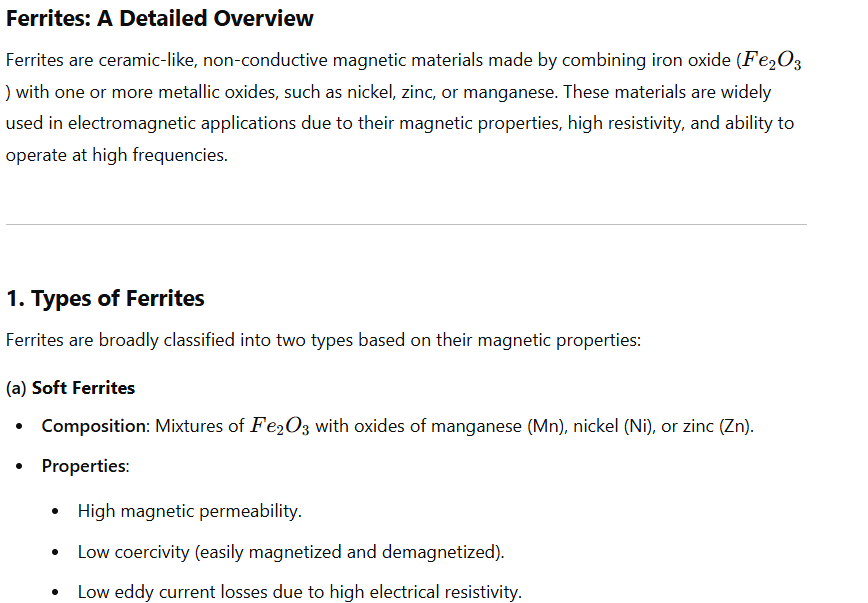 Ferrites: A Detailed Overview
Ferrites are ceramic-like, non-conductive magnetic materials made by combining iron oxide (Fe₂O₃
) with one or more metallic oxides, such as nickel, zinc, or manganese. These materials are widely
used in electromagnetic applications due to their magnetic properties, high resistivity, and ability to
operate at high frequencies.
1. Types of Ferrites
Ferrites are broadly classified into two types based on their magnetic properties:
(a) Soft Ferrites
• Composition: Mixtures of Fe₂O₃ with oxides of manganese (Mn), nickel (Ni), or zinc (Zn).
• Properties:
• High magnetic permeability.
• Low coercivity (easily magnetized and demagnetized).
• Low eddy current losses due to high electrical resistivity.